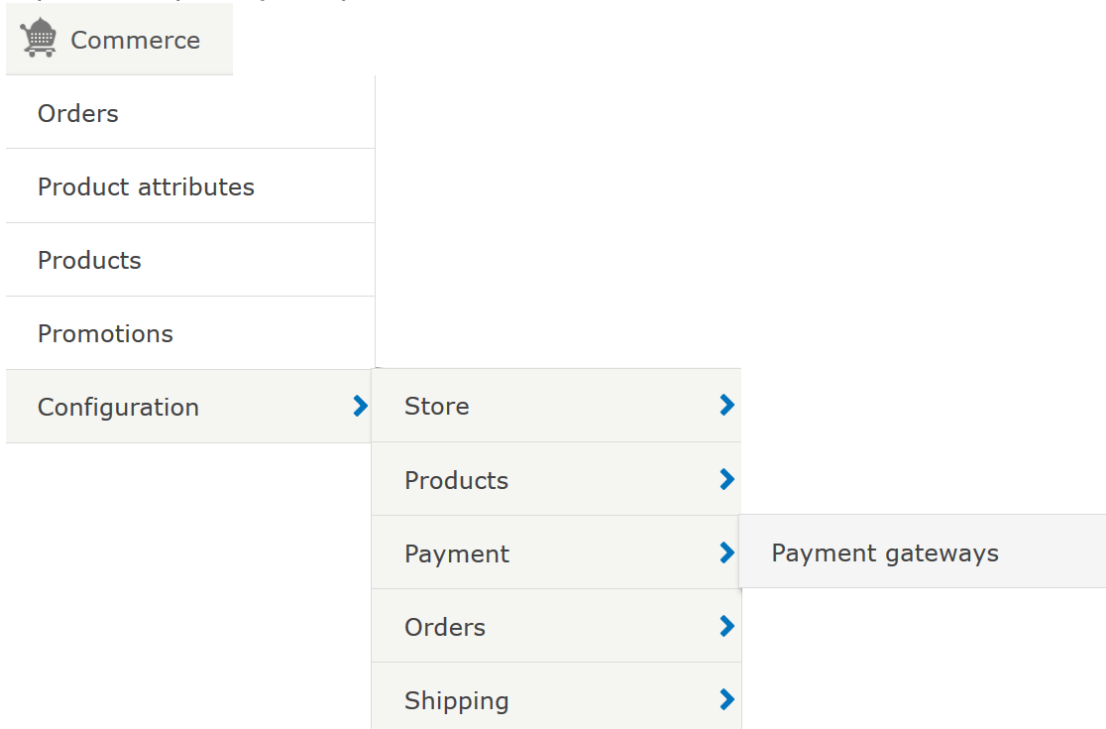 Commerce
Orders
Product attributes
Products
Promotions
Configuration
Store
Products
Payment
Payment gateways
Orders
Shipping